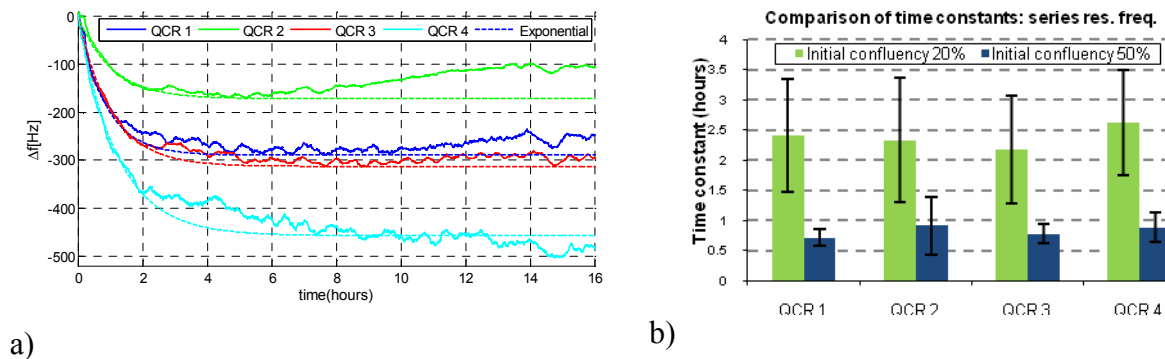 QCR 1 QCR 2 QCR 3 QCR 4 Exponential
0
-100
-200
-300
-400
-500
Δf[Hz]
0 2 4 6 8 10 12 14 16
time(hours)
a)
Comparison of time constants: series res. freq.
Initial confluency 20% Initial confluency 50%
4
3.5
3
2.5
2
1.5
1
0.5
0
Time constant (hours)
QCR 1 QCR 2 QCR 3 QCR 4
b)